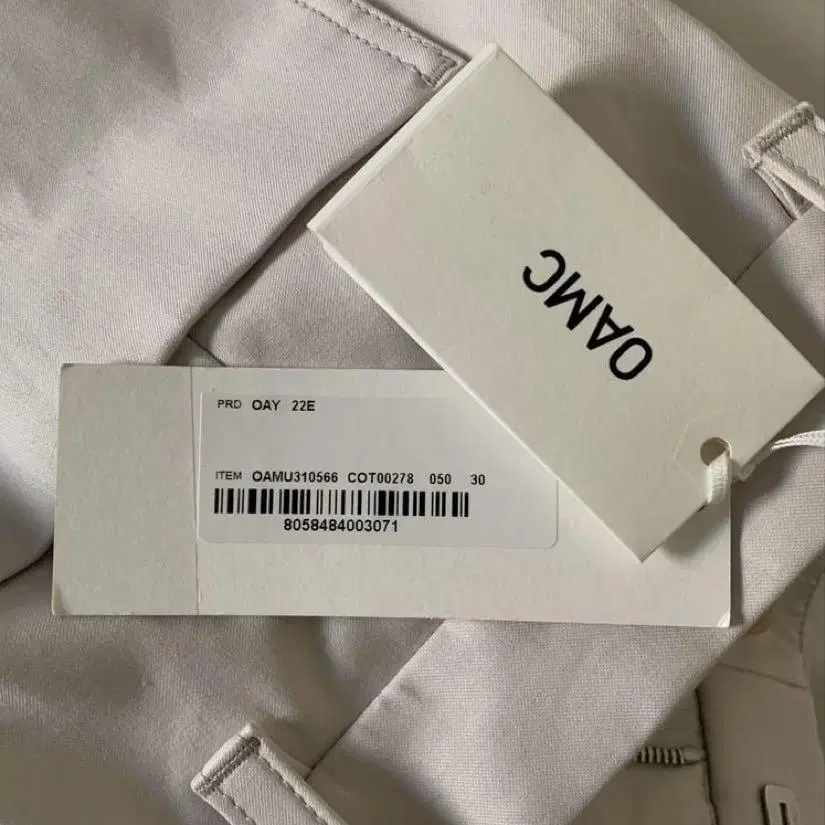 OAMC
PRD OAY 22E
ITEM OAMU310566 COT00278 050 30
8058484003071